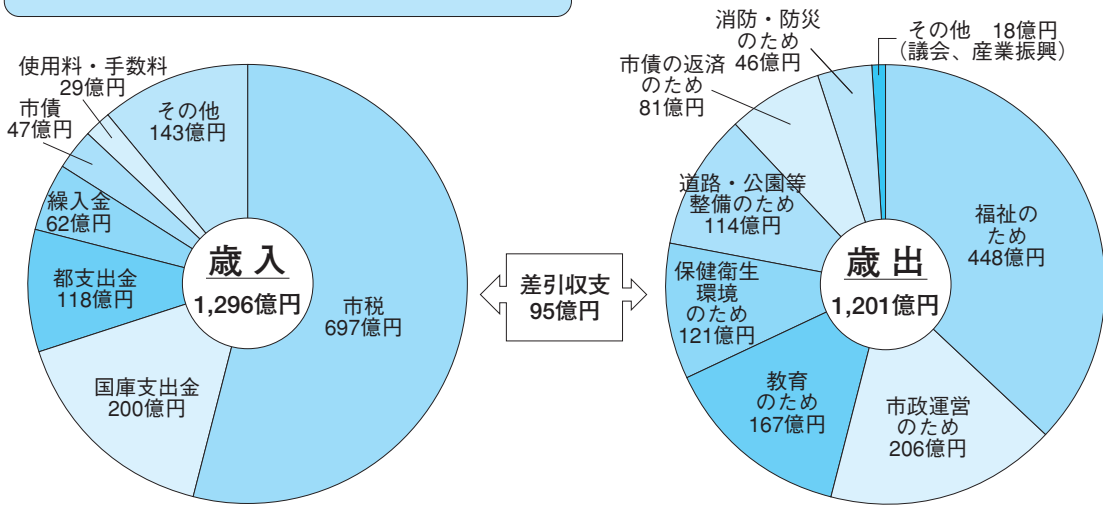 使用料・手数料
29億円
市債
47億円
その他
143億円
繰入金
62億円
都支出金
118億円
国庫支出金
200億円
市税
697億円
歳 入
1,296億円
差引収支
95億円
消防・防災
のため
46億円
その他 18億円
(議会、産業振興)
市債の返済
のため
81億円
道路・公園等
整備のため
114億円
保健衛生
環境
のため
121億円
教育
のため
167億円
市政運営
のため
206億円
福祉の
ため
448億円
歳 出
1,201億円